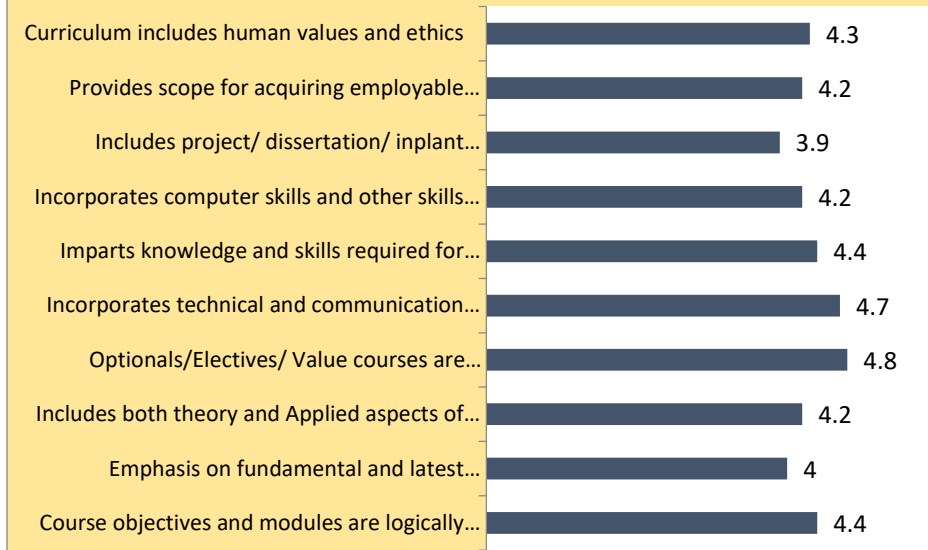 Curriculum includes human values and ethics 4.3
Provides scope for acquiring employable... 4.2
Includes project/ dissertation/ inplant... 3.9
Incorporates computer skills and other skills... 4.2
Imparts knowledge and skills required for... 4.4
Incorporates technical and communication... 4.7
Optionals/Electives/ Value courses are... 4.8
Includes both theory and Applied aspects of... 4.2
Emphasis on fundamental and latest... 4
Course objectives and modules are logically... 4.4